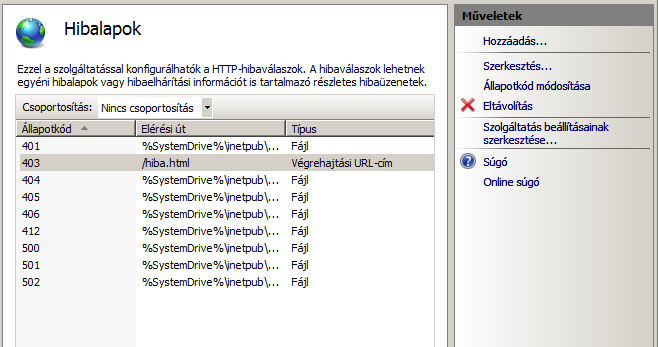 Hibalapok
Ezzel a szolgáltatással konfigurálhatók a HTTP-hibaválaszok. A hibaválaszok lehetnek
egyéni hibalapok vagy hibaelhárítási információt is tartalmazó részletes hibaüzenetek.
Csoportosítás: Nincs csoportosítás
Állapotkód Elérési út Típus
401 %SystemDrive%\inetpub\... Fájl
403 /hiba.html Végrehajtási URL-cím
404 %SystemDrive%\inetpub\... Fájl
405 %SystemDrive%\inetpub\... Fájl
406 %SystemDrive%\inetpub\... Fájl
412 %SystemDrive%\inetpub\... Fájl
500 %SystemDrive%\inetpub\... Fájl
501 %SystemDrive%\inetpub\... Fájl
502 %SystemDrive%\inetpub\... Fájl
Műveletek
Hozzáadás...
Szerkesztés...
Állapotkód módosítása
Eltávolítás
Szolgáltatás beállításainak
szerkesztése...
Súgó
Online súgó